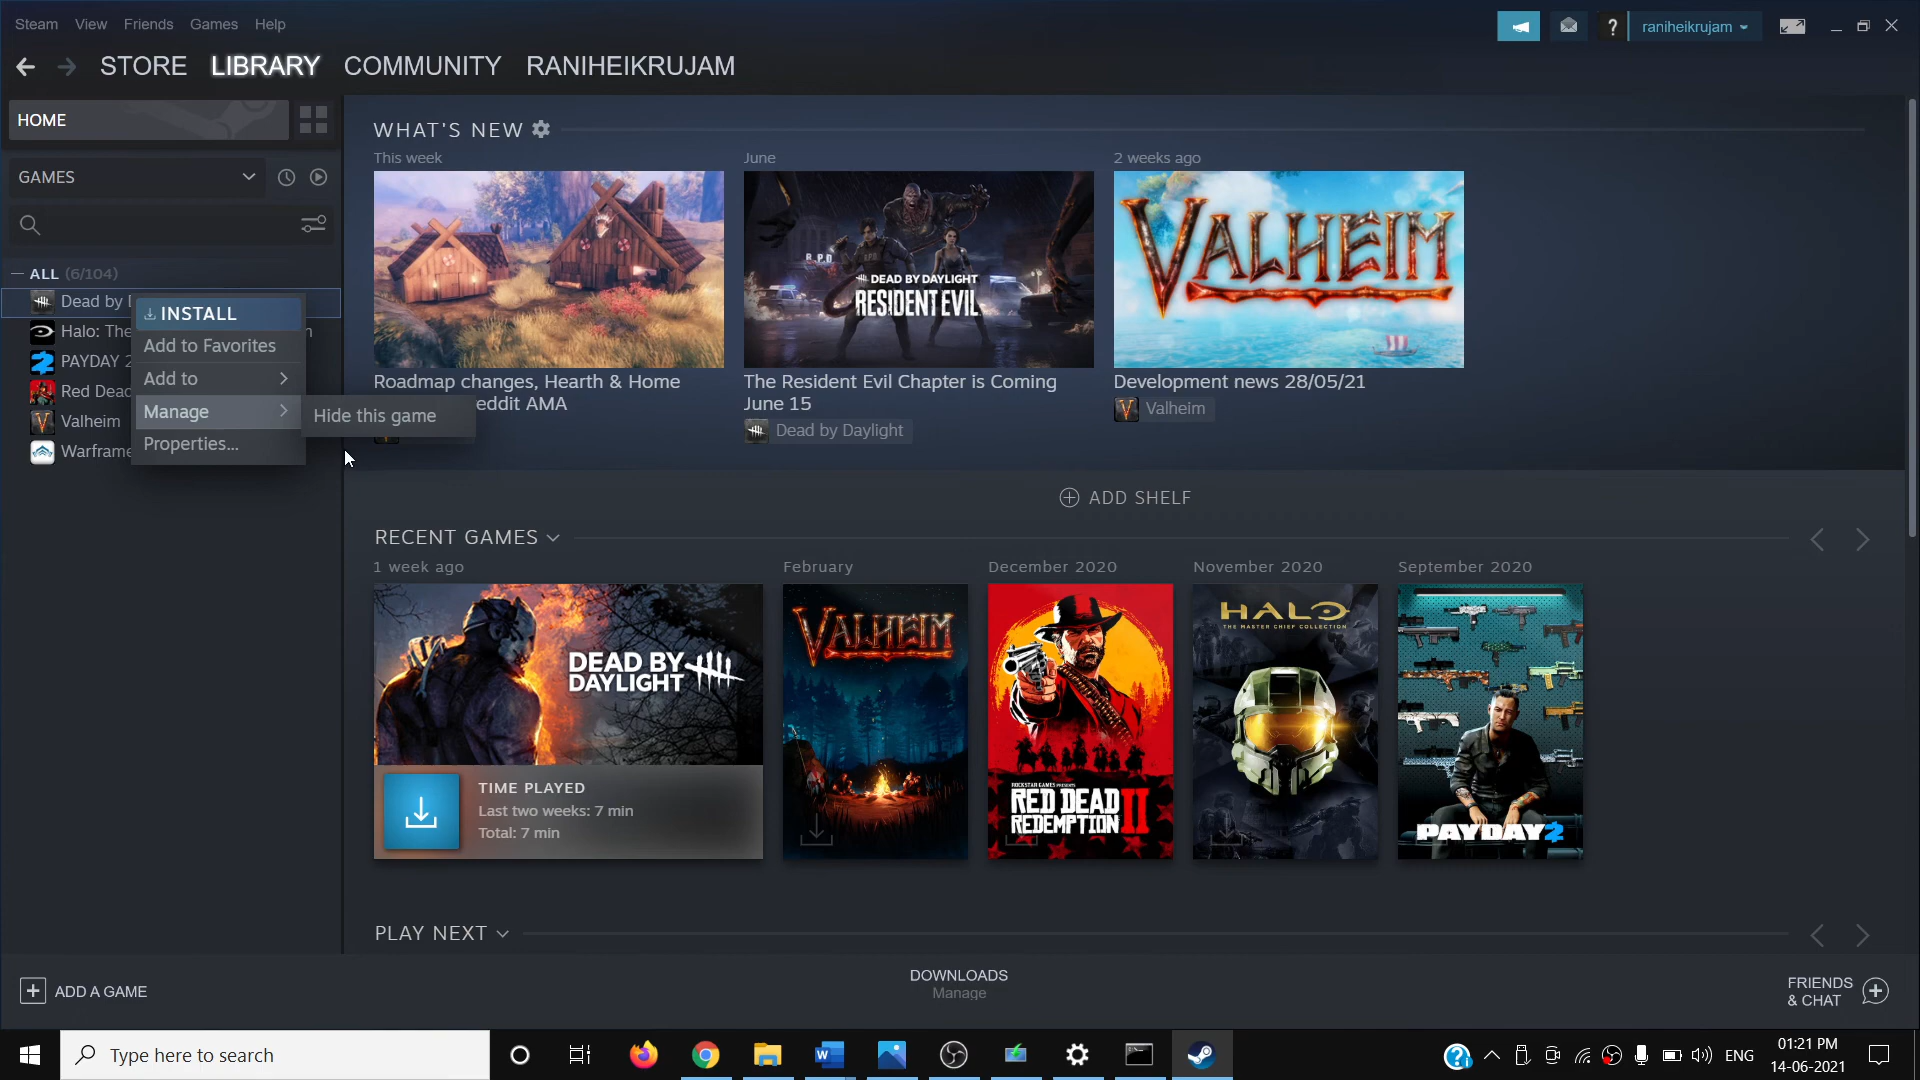 Steam View Friends Games Help
raniheikrujam
STORE LIBRARY COMMUNITY RANIHEIKRUJAM
HOME
GAMES
ALL (6/104)
Dead by D
Halo: The
n
PAYDAY 2
Red Dead
Valheim
Warframe
INSTALL
Add to Favorites
Add to
Manage
Properties...
Hide this game
WHAT'S NEW
This week
June
2 weeks ago
R.P.D
DEAD BY DAYLIGHT
RESIDENT EVIL
VALHEIM
Roadmap changes, Hearth & Home
eddit AMA
The Resident Evil Chapter is Coming
June 15
Dead by Daylight
Development news 28/05/21
Valheim
ADD SHELF
RECENT GAMES
1 week ago
February
December 2020
November 2020
September 2020
DEAD BY
DAYLIGHT
TIME PLAYED
Last two weeks: 7 min
Total: 7 min
VALHEIM
ROCKSTAR GAMES PRESENTS
RED DEAD
REDEMPTION II
HALO
THE MASTER CHIEF COLLECTION
PAYDAY 2
PLAY NEXT
ADD A GAME
DOWNLOADS
Manage
FRIENDS
& CHAT
Type here to search
ENG
01:21 PM
14-06-2021